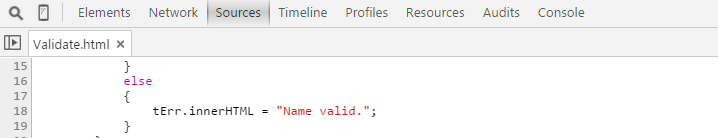 Elements Network Sources Timeline Profiles Resources Audits Console
Validate.html ×
15 }
16 else
17 {
18 tErr.innerHTML = "Name valid.";
19 }